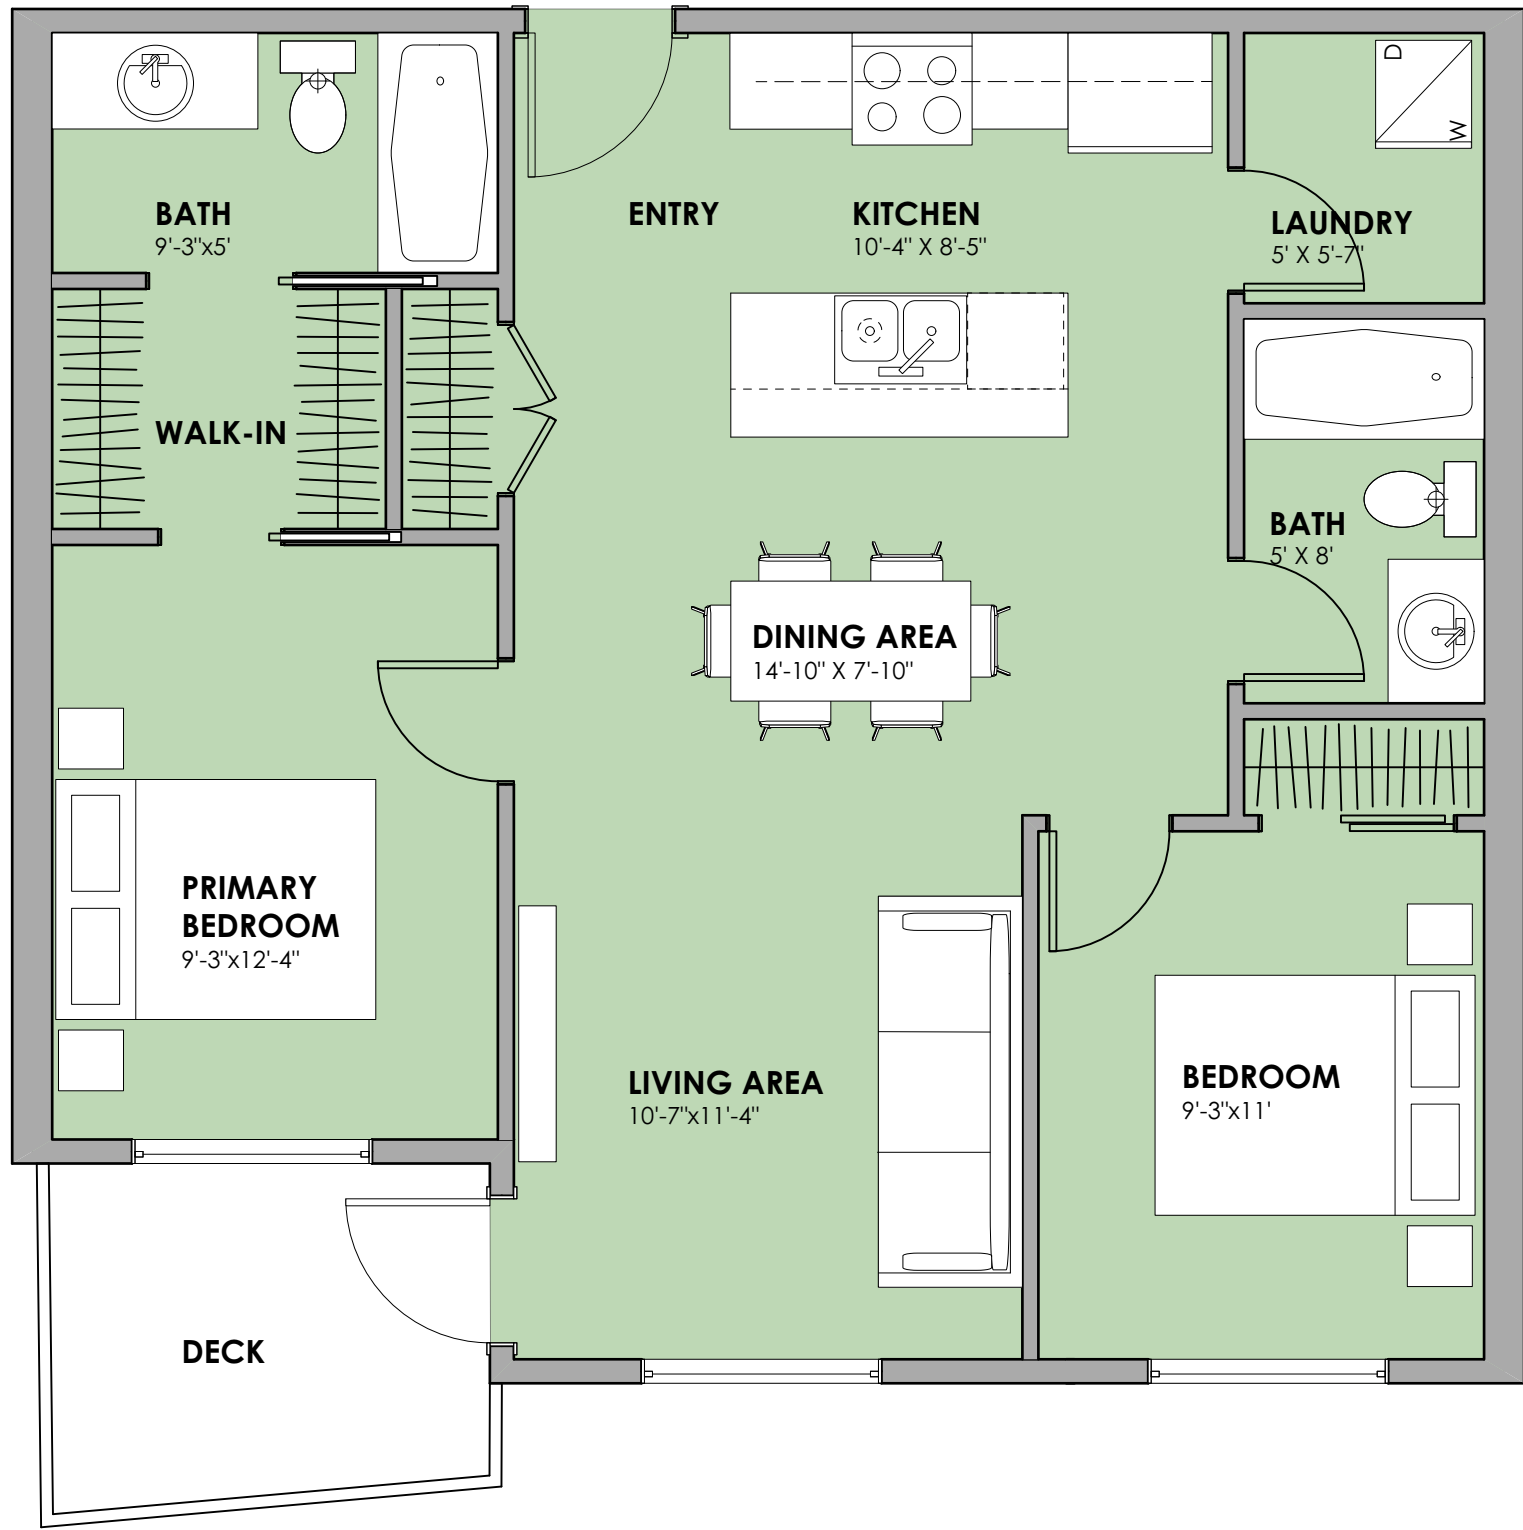 D
W
BATH
9'-3"x5'
ENTRY
KITCHEN
10'-4" X 8'-5"
LAUNDRY
5' X 5'-7"
WALK-IN
BATH
5' X 8'
DINING AREA
14'-10" X 7'-10"
PRIMARY
BEDROOM
9'-3"x12'-4"
LIVING AREA
10'-7"x11'-4"
BEDROOM
9'-3"x11'
DECK